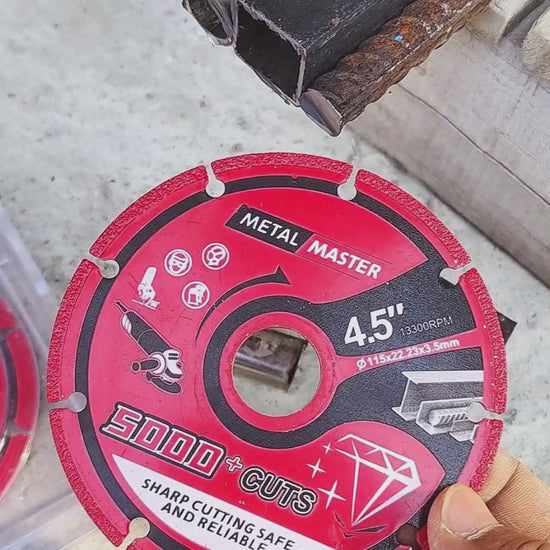 METAL MASTER
4.5"
13300RPM
Ø115x22.23x3.5mm
5000+ CUTS
SHARP CUTTING SAFE
AND RELIABLE